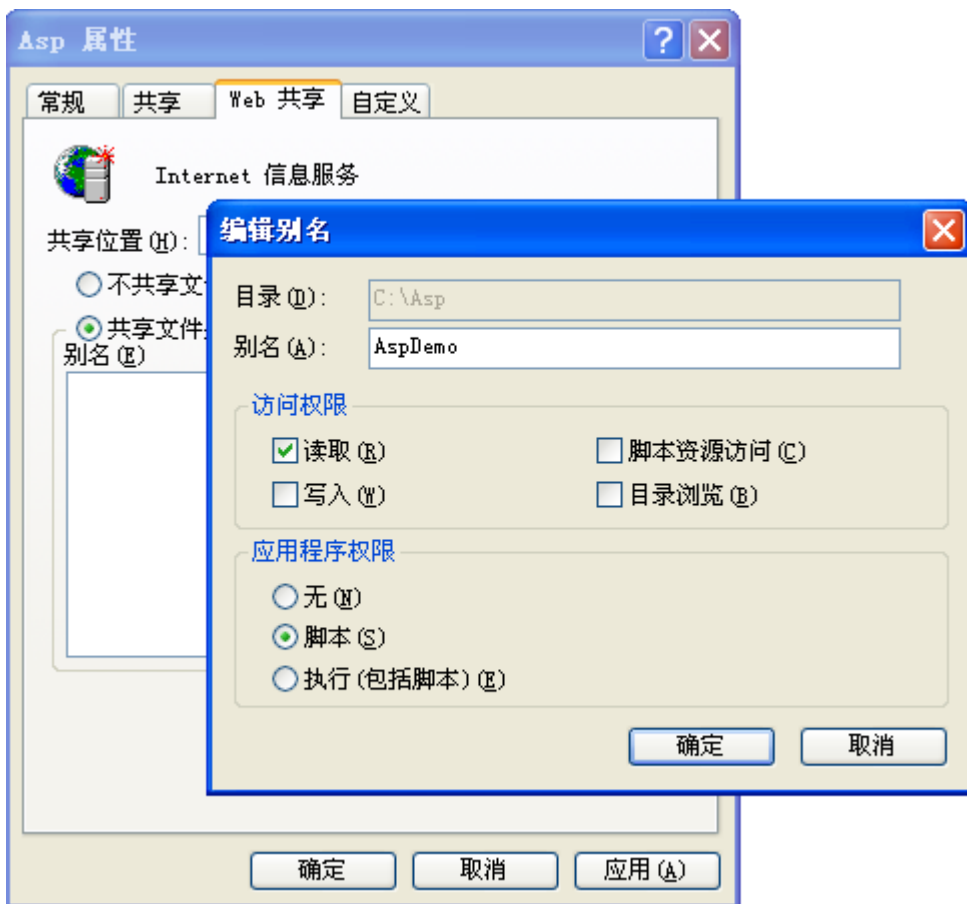 Asp 属性
常规 共享 Web 共享 自定义
Internet 信息服务
共享位置(H):
不共享文
共享文件
别名(E)
编辑别名
目录(D): C:\Asp
别名(A): AspDemo
访问权限
读取(R) 脚本资源访问(C)
写入(W) 目录浏览(B)
应用程序权限
无(N)
脚本(S)
执行(包括脚本)(E)
确定 取消
确定 取消 应用(A)